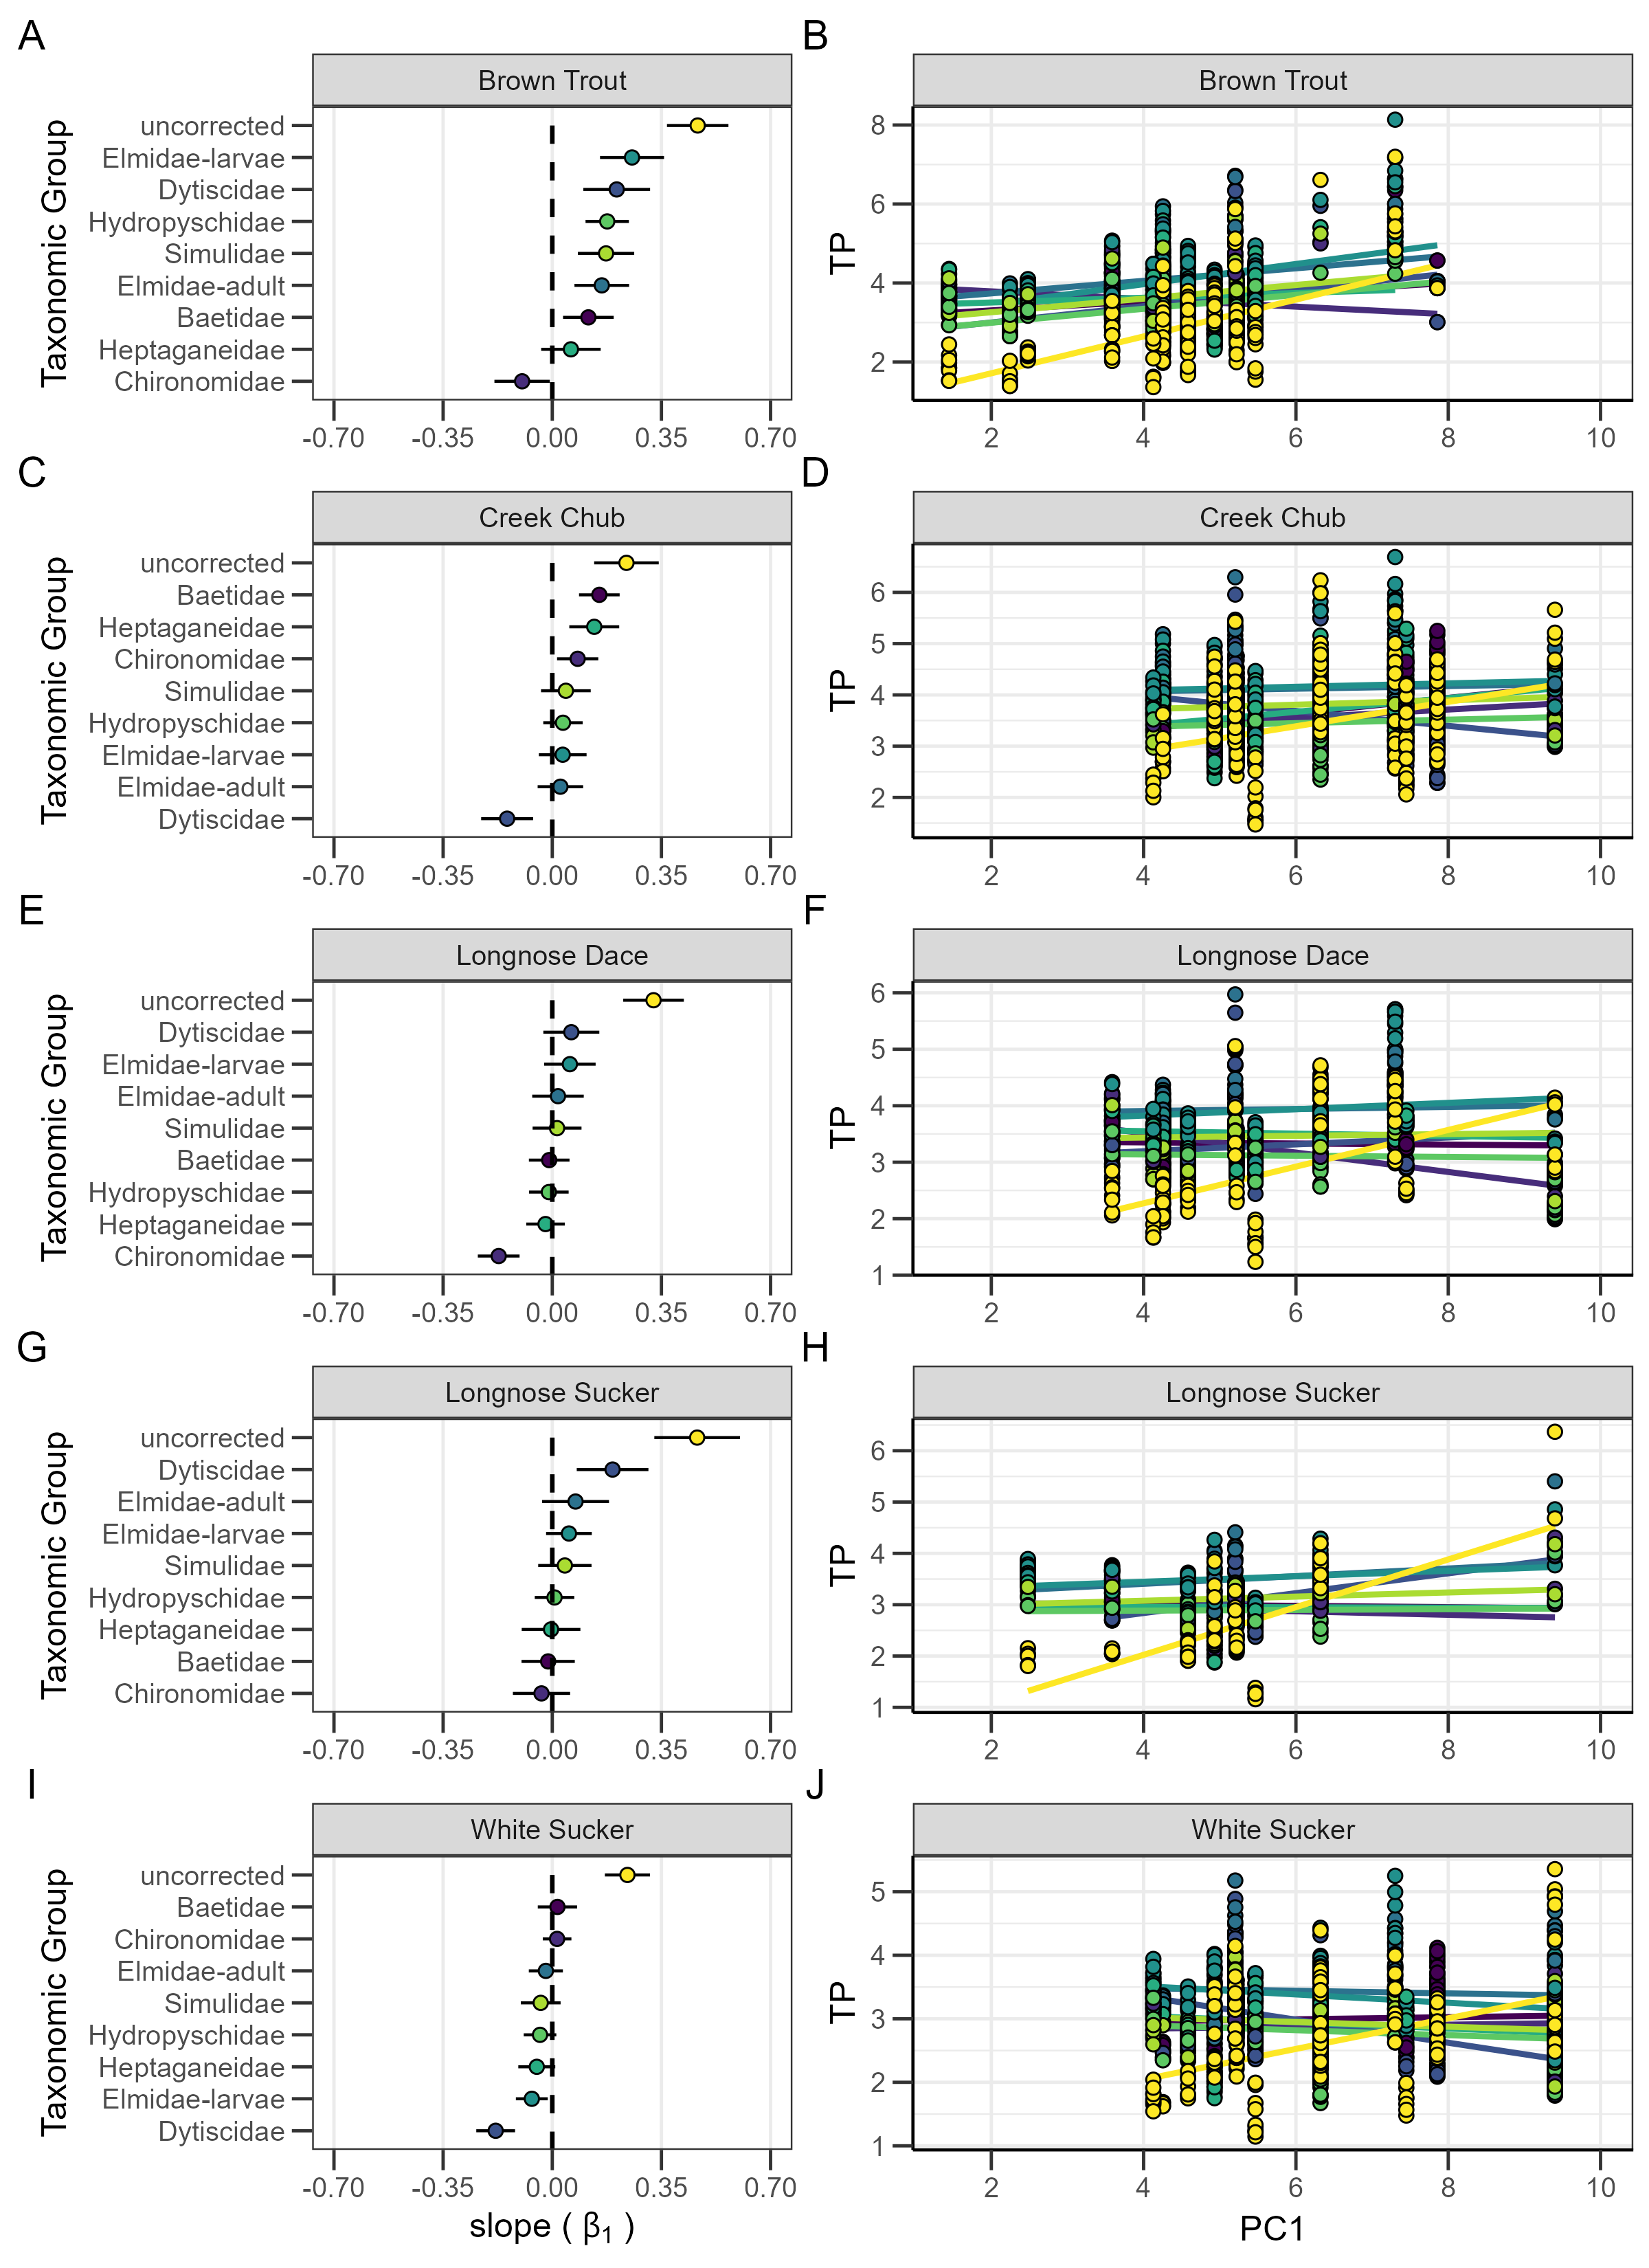 A
B
Brown Trout
Brown Trout
Taxonomic Group
uncorrected
Elmidae-larvae
Dytiscidae
Hydropyschidae
Simulidae
Elmidae-adult
Baetidae
Heptaganeidae
Chironomidae
-0.70 -0.35 0.00 0.35 0.70
TP
8
6
4
2
2 4 6 8 10
C
D
Creek Chub
Creek Chub
Taxonomic Group
uncorrected
Baetidae
Heptaganeidae
Chironomidae
Simulidae
Hydropyschidae
Elmidae-larvae
Elmidae-adult
Dytiscidae
-0.70 -0.35 0.00 0.35 0.70
TP
6
5
4
3
2
2 4 6 8 10
E
F
Longnose Dace
Longnose Dace
Taxonomic Group
uncorrected
Dytiscidae
Elmidae-larvae
Elmidae-adult
Simulidae
Baetidae
Hydropyschidae
Heptaganeidae
Chironomidae
-0.70 -0.35 0.00 0.35 0.70
TP
6
5
4
3
2
1
2 4 6 8 10
G
H
Longnose Sucker
Longnose Sucker
Taxonomic Group
uncorrected
Dytiscidae
Elmidae-adult
Elmidae-larvae
Simulidae
Hydropyschidae
Heptaganeidae
Baetidae
Chironomidae
-0.70 -0.35 0.00 0.35 0.70
TP
6
5
4
3
2
1
2 4 6 8 10
I
J
White Sucker
White Sucker
Taxonomic Group
uncorrected
Baetidae
Chironomidae
Elmidae-adult
Simulidae
Hydropyschidae
Heptaganeidae
Elmidae-larvae
Dytiscidae
-0.70 -0.35 0.00 0.35 0.70
slope ( β₁ )
TP
5
4
3
2
1
2 4 6 8 10
PC1